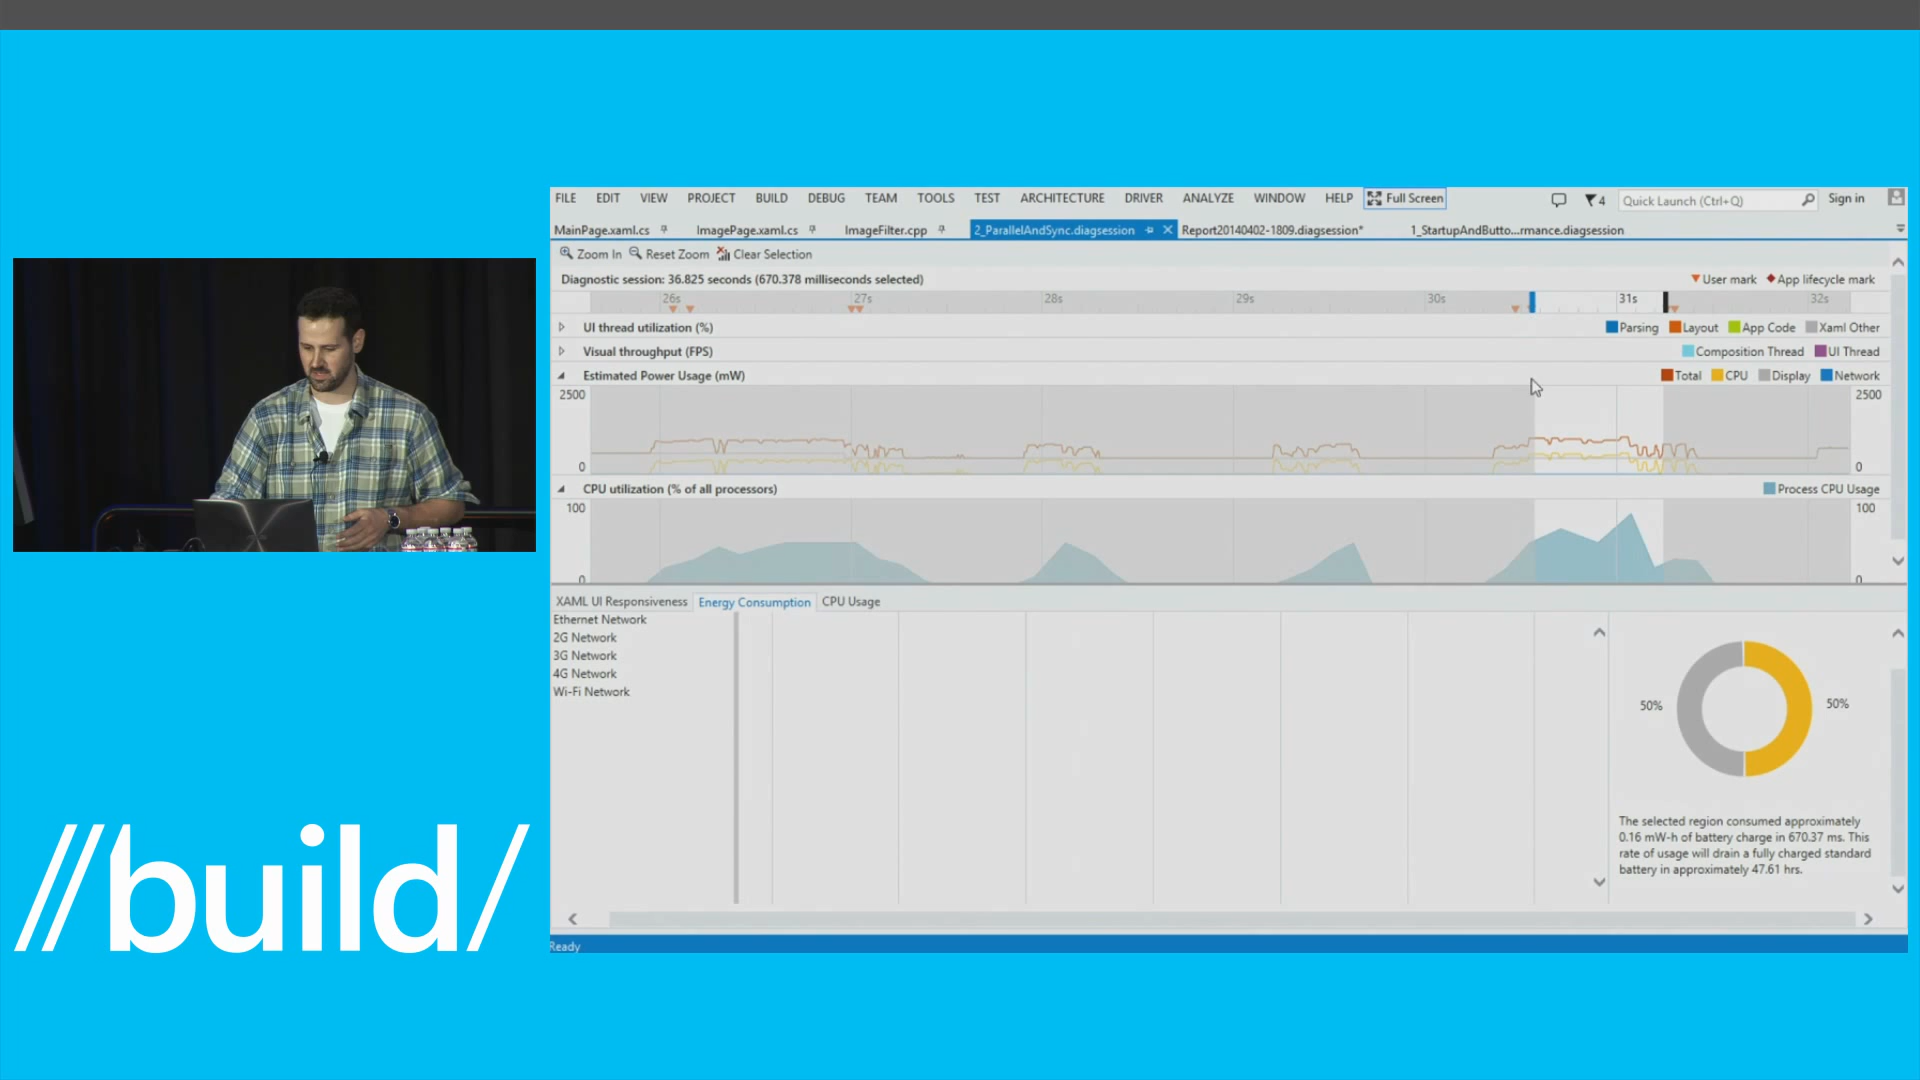 FILE EDIT VIEW PROJECT BUILD DEBUG TEAM TOOLS TEST ARCHITECTURE DRIVER ANALYZE WINDOW HELP Full Screen 4 Quick Launch (Ctrl+Q) Sign in
MainPage.xaml.cs ImagePage.xaml.cs ImageFilter.cpp 2_ParallelAndSync.diagsession Report20140402-1809.diagsession* 1_StartupAndButto...rmance.diagsession
Zoom In Reset Zoom Clear Selection
Diagnostic session: 36.825 seconds (670.378 milliseconds selected) User mark App lifecycle mark
26s 27s 28s 29s 30s 31s 32s
UI thread utilization (%) Parsing Layout App Code Xaml Other
Visual throughput (FPS) Composition Thread UI Thread
Estimated Power Usage (mW) Total CPU Display Network
2500 2500
0 0
CPU utilization (% of all processors) Process CPU Usage
100 100
0 0
XAML UI Responsiveness Energy Consumption CPU Usage
Ethernet Network
2G Network
3G Network
4G Network
Wi-Fi Network
50% 50%
The selected region consumed approximately
0.16 mW-h of battery charge in 670.37 ms. This
rate of usage will drain a fully charged standard
battery in approximately 47.61 hrs.
Ready
//build/